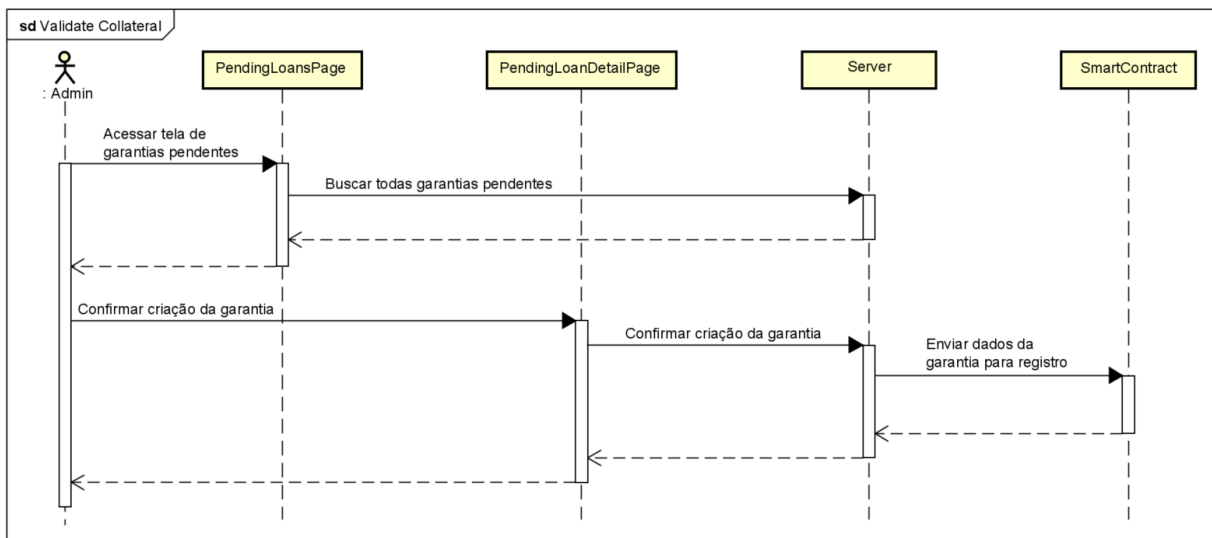 sd Validate Collateral
: Admin
PendingLoansPage
PendingLoanDetailPage
Server
SmartContract
Acessar tela de
garantias pendentes
Buscar todas garantias pendentes
Confirmar criação da garantia
Confirmar criação da garantia
Enviar dados da
garantia para registro